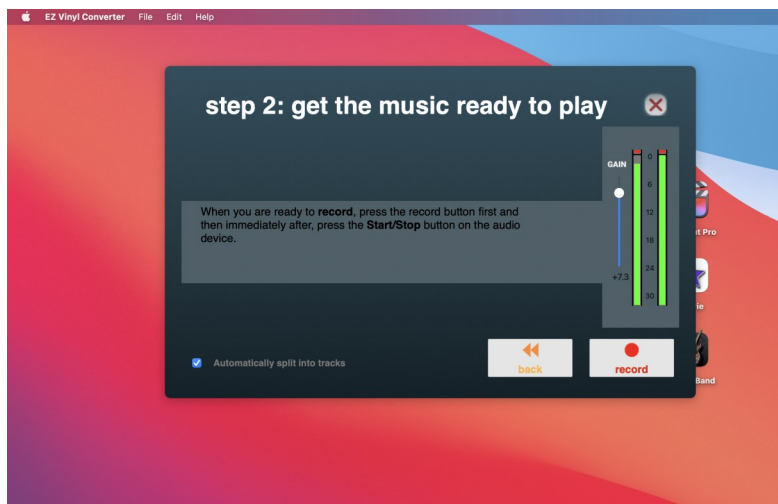 EZ Vinyl Converter File Edit Help
step 2: get the music ready to play
GAIN
0
6
12
18
24
30
+7.3
When you are ready to record, press the record button first and
then immediately after, press the Start/Stop button on the audio
device.
Automatically split into tracks
back
record
t Pro
ie
Band